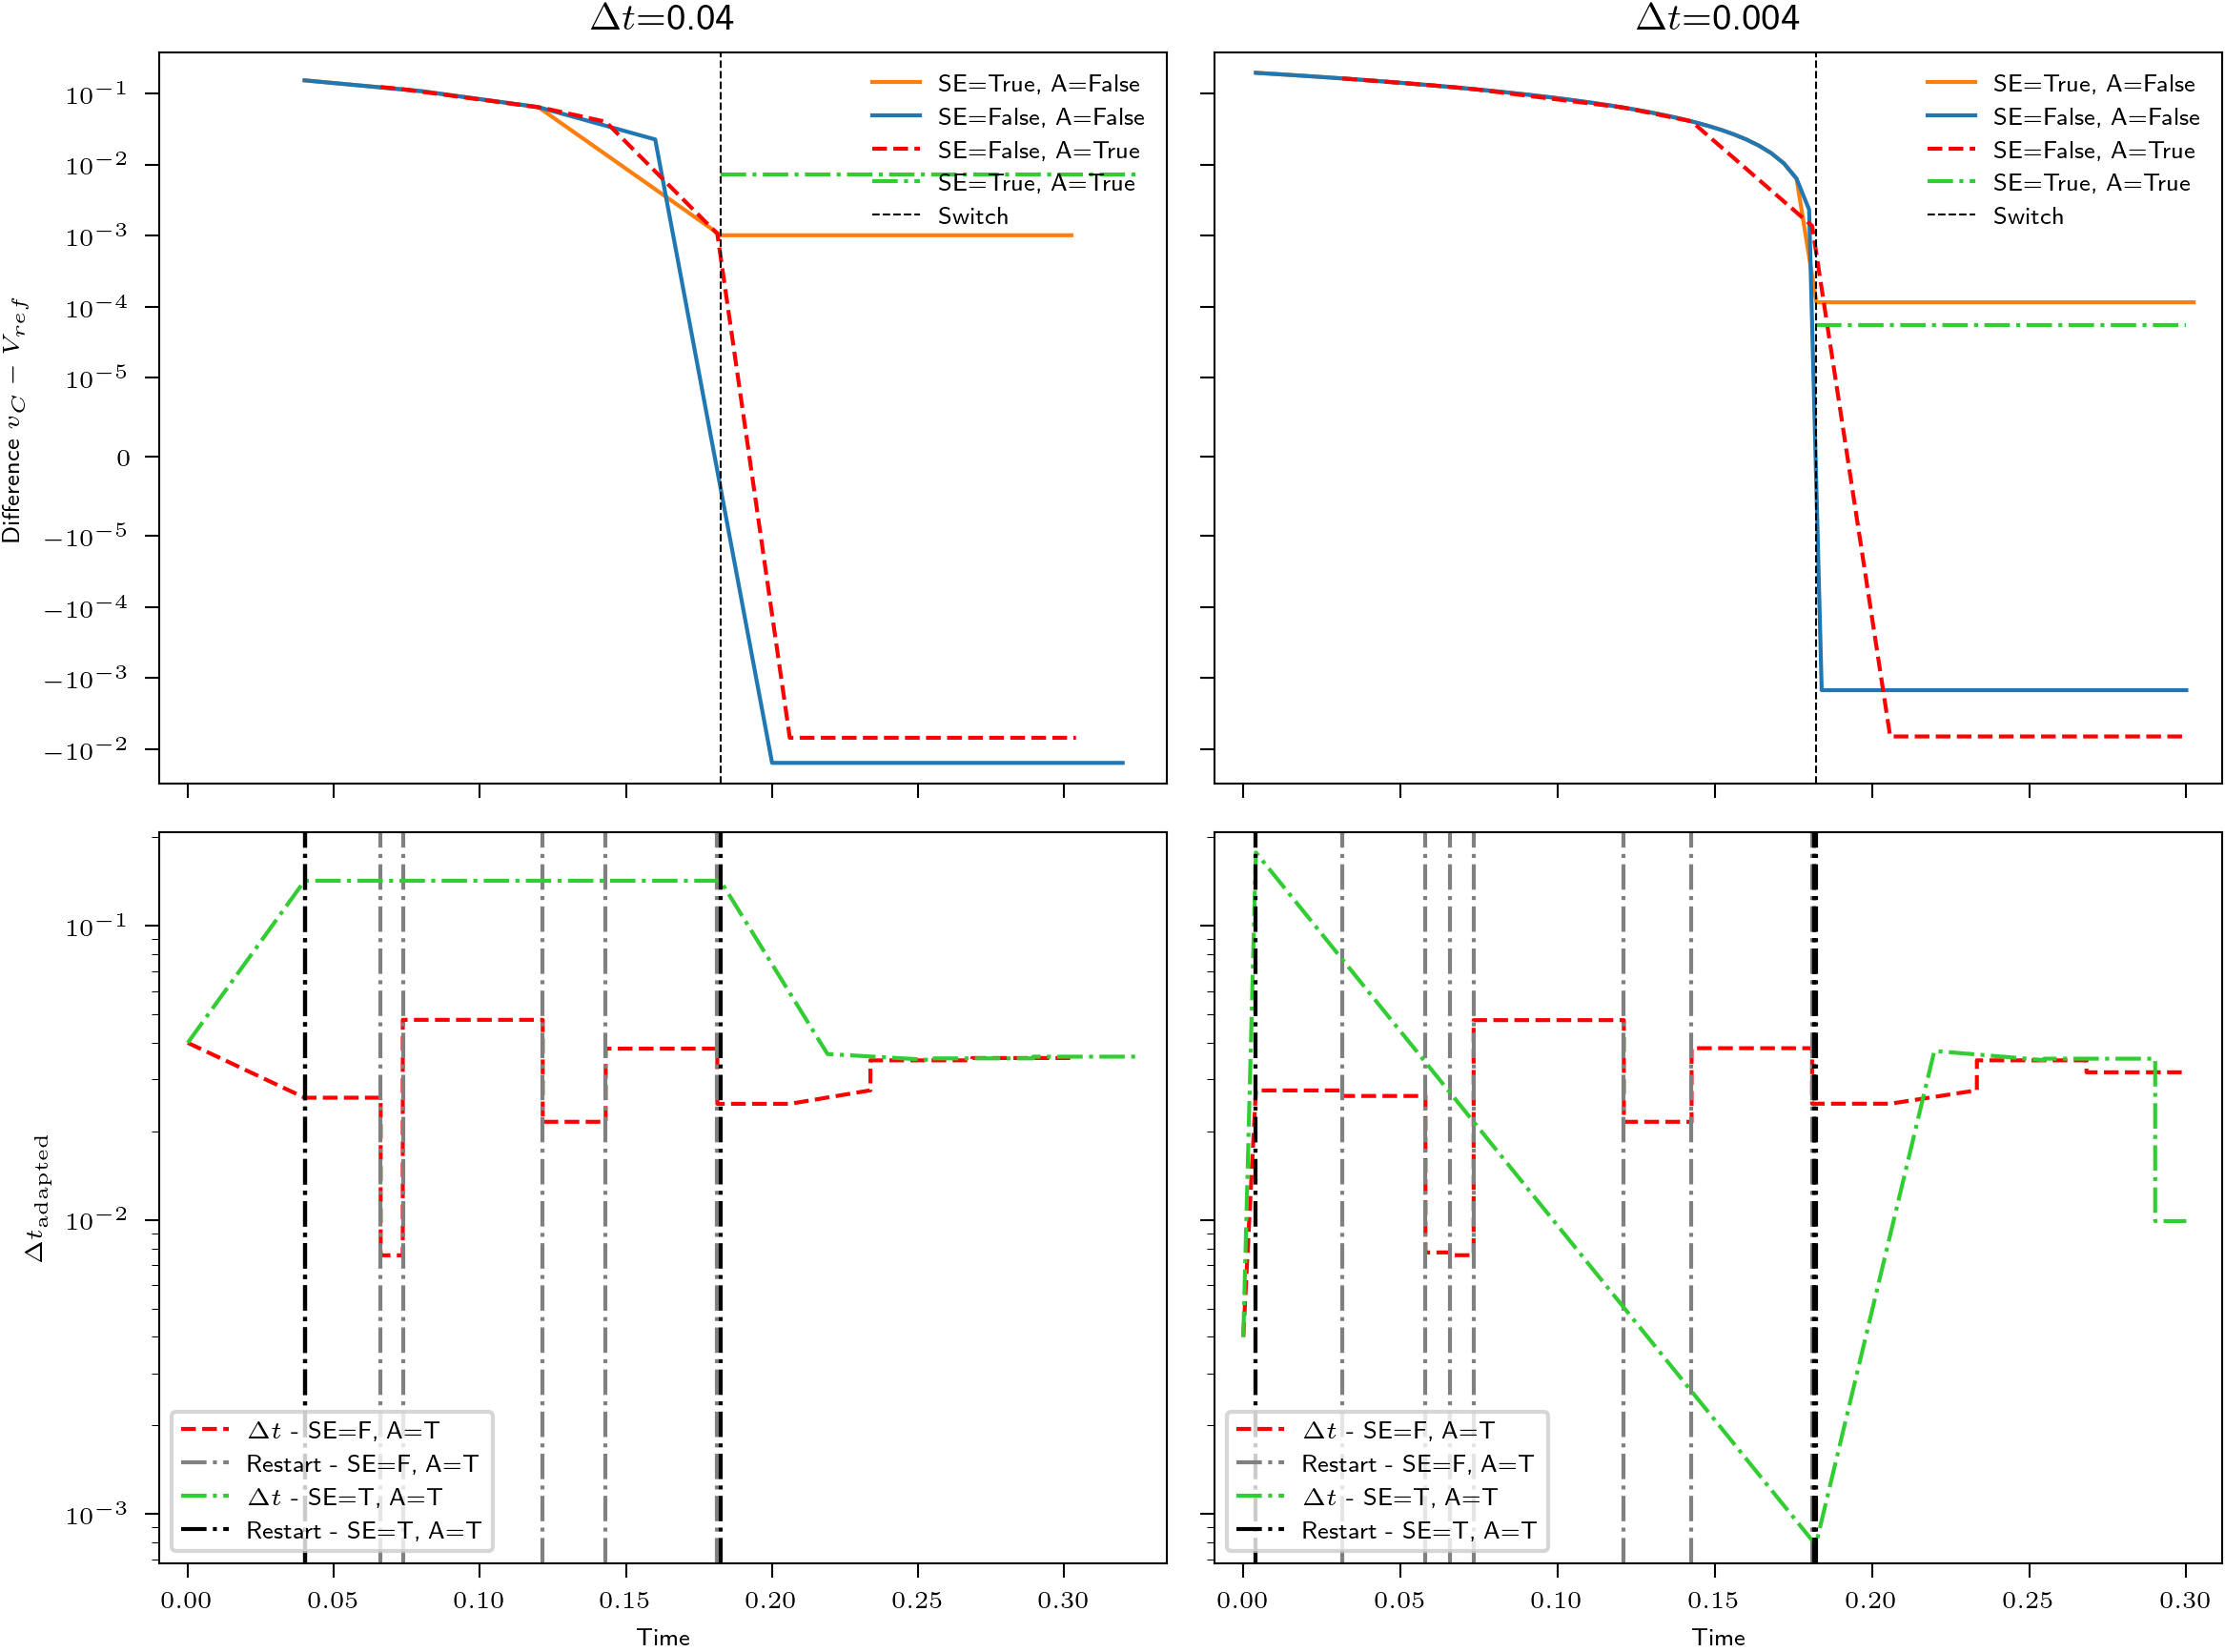 Δt=0.04
Δt=0.004
Difference v_C − V_ref
10⁻¹
10⁻²
10⁻³
10⁻⁴
10⁻⁵
0
−10⁻⁵
−10⁻⁴
−10⁻³
−10⁻²
SE=True, A=False
SE=False, A=False
SE=False, A=True
SE=True, A=True
Switch
SE=True, A=False
SE=False, A=False
SE=False, A=True
SE=True, A=True
Switch
Δt_adapted
10⁻¹
10⁻²
10⁻³
Δt - SE=F, A=T
Restart - SE=F, A=T
Δt - SE=T, A=T
Restart - SE=T, A=T
Δt - SE=F, A=T
Restart - SE=F, A=T
Δt - SE=T, A=T
Restart - SE=T, A=T
0.00 0.05 0.10 0.15 0.20 0.25 0.30
0.00 0.05 0.10 0.15 0.20 0.25 0.30
Time
Time